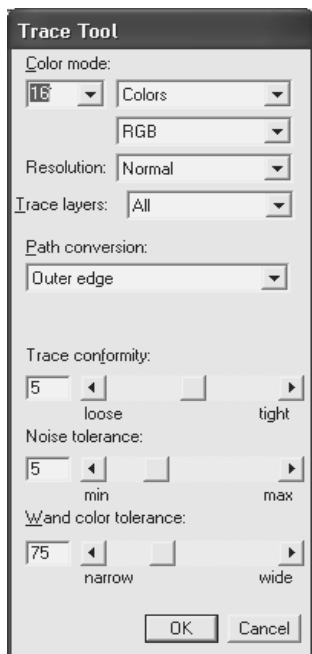 Trace Tool
Color mode:
16 Colors
RGB
Resolution: Normal
Trace layers: All
Path conversion:
Outer edge
Trace conformity:
5
loose tight
Noise tolerance:
5
min max
Wand color tolerance:
75
narrow wide
OK Cancel